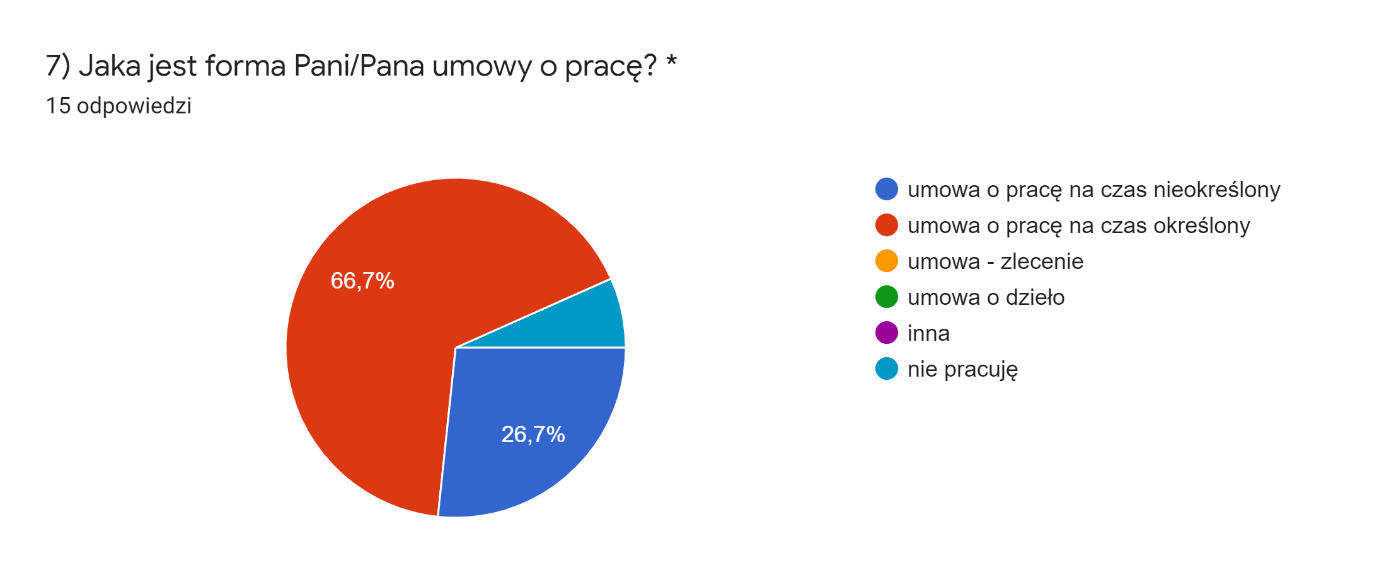 7) Jaka jest forma Pani/Pana umowy o pracę? *
15 odpowiedzi
66,7%
26,7%
umowa o pracę na czas nieokreślony
umowa o pracę na czas określony
umowa - zlecenie
umowa o dzieło
inna
nie pracuję